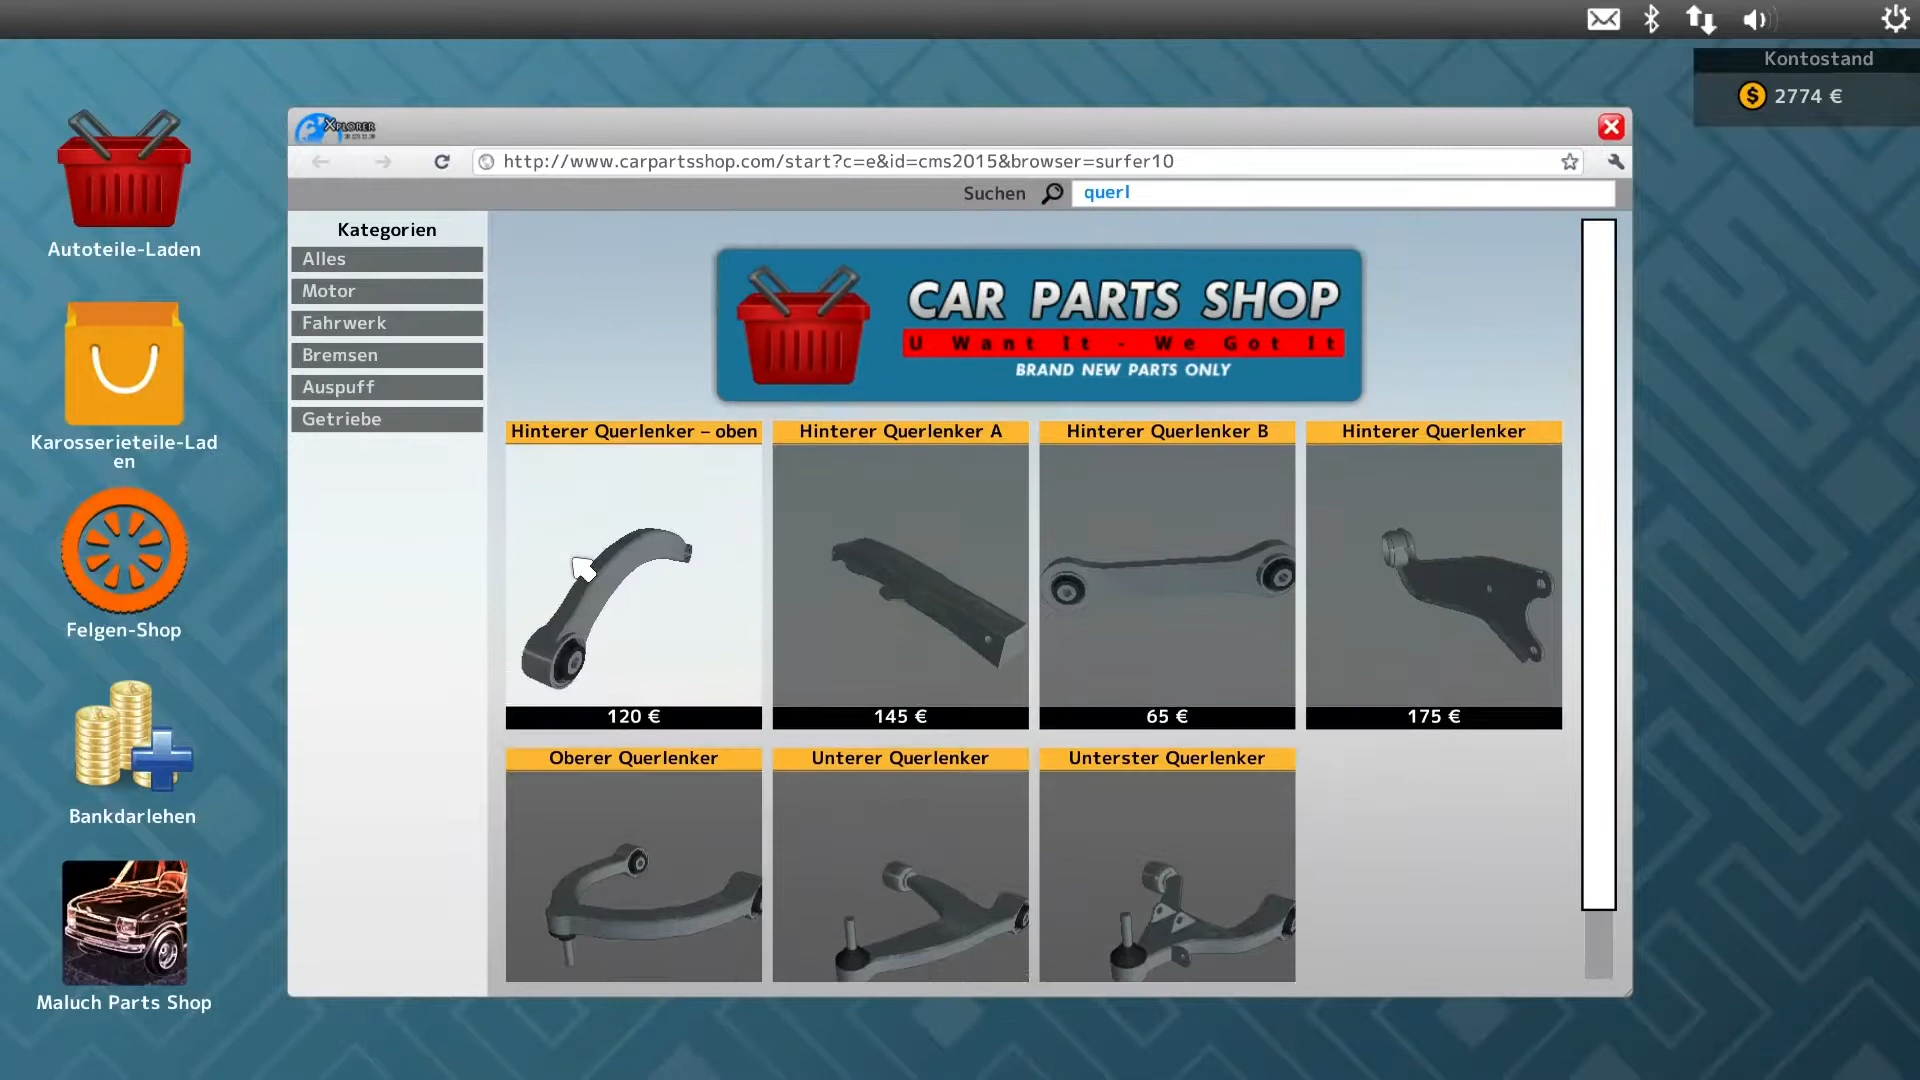 Kontostand
2774 €
XPLORER
http://www.carpartsshop.com/start?c=e&id=cms2015&browser=surfer10
Suchen
querl
Kategorien
Alles
Motor
Fahrwerk
Bremsen
Auspuff
Getriebe
CAR PARTS SHOP
U Want It - We Got It
BRAND NEW PARTS ONLY
Hinterer Querlenker – oben
Hinterer Querlenker A
Hinterer Querlenker B
Hinterer Querlenker
120 €
145 €
65 €
175 €
Oberer Querlenker
Unterer Querlenker
Unterster Querlenker
Autoteile-Laden
Karosserieteile-Lad
en
Felgen-Shop
Bankdarlehen
Maluch Parts Shop